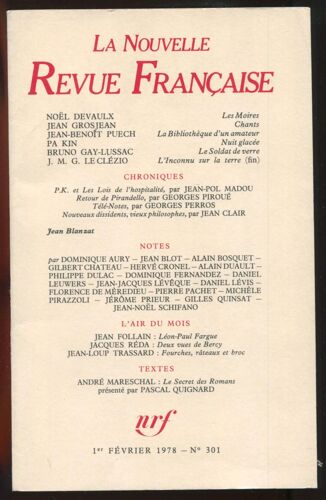 LA NOUVELLE
REVUE FRANÇAISE
NOËL DEVAULX Les Moires
JEAN GROSJEAN Chants
JEAN-BENOÎT PUECH La Bibliothèque d'un amateur
PA KIN Nuit glacée
BRUNO GAY-LUSSAC Le Soldat de verre
J. M. G. LE CLÉZIO L'Inconnu sur la terre (fin)
CHRONIQUES
P.K. et Les Lois de l'hospitalité, par JEAN-POL MADOU
Retour de Pirandello, par GEORGES PIROUÉ
Télé-Notes, par GEORGES PERROS
Nouveaux dissidents, vieux philosophes, par JEAN CLAIR
Jean Blanzat
NOTES
par DOMINIQUE AURY — JEAN BLOT — ALAIN BOSQUET —
GILBERT CHATEAU — HERVÉ CRONEL — ALAIN DUAULT —
PHILIPPE DULAC — DOMINIQUE FERNANDEZ — DANIEL
LEUWERS — JEAN-JACQUES LÉVÊQUE — DANIEL LÉVIS —
FLORENCE DE MÈREDIEU — PIERRE PACHET — MICHÈLE
PIRAZZOLI — JÉRÔME PRIEUR — GILLES QUINSAT —
JEAN-NOËL SCHIFANO
L'AIR DU MOIS
JEAN FOLLAIN : Léon-Paul Fargue
JACQUES RÉDA : Deux vues de Bercy
JEAN-LOUP TRASSARD : Fourches, râteaux et broc
TEXTES
ANDRÉ MARESCHAL : Le Secret des Romans
présenté par PASCAL QUIGNARD
nrf
1er FÉVRIER 1978 — N° 301